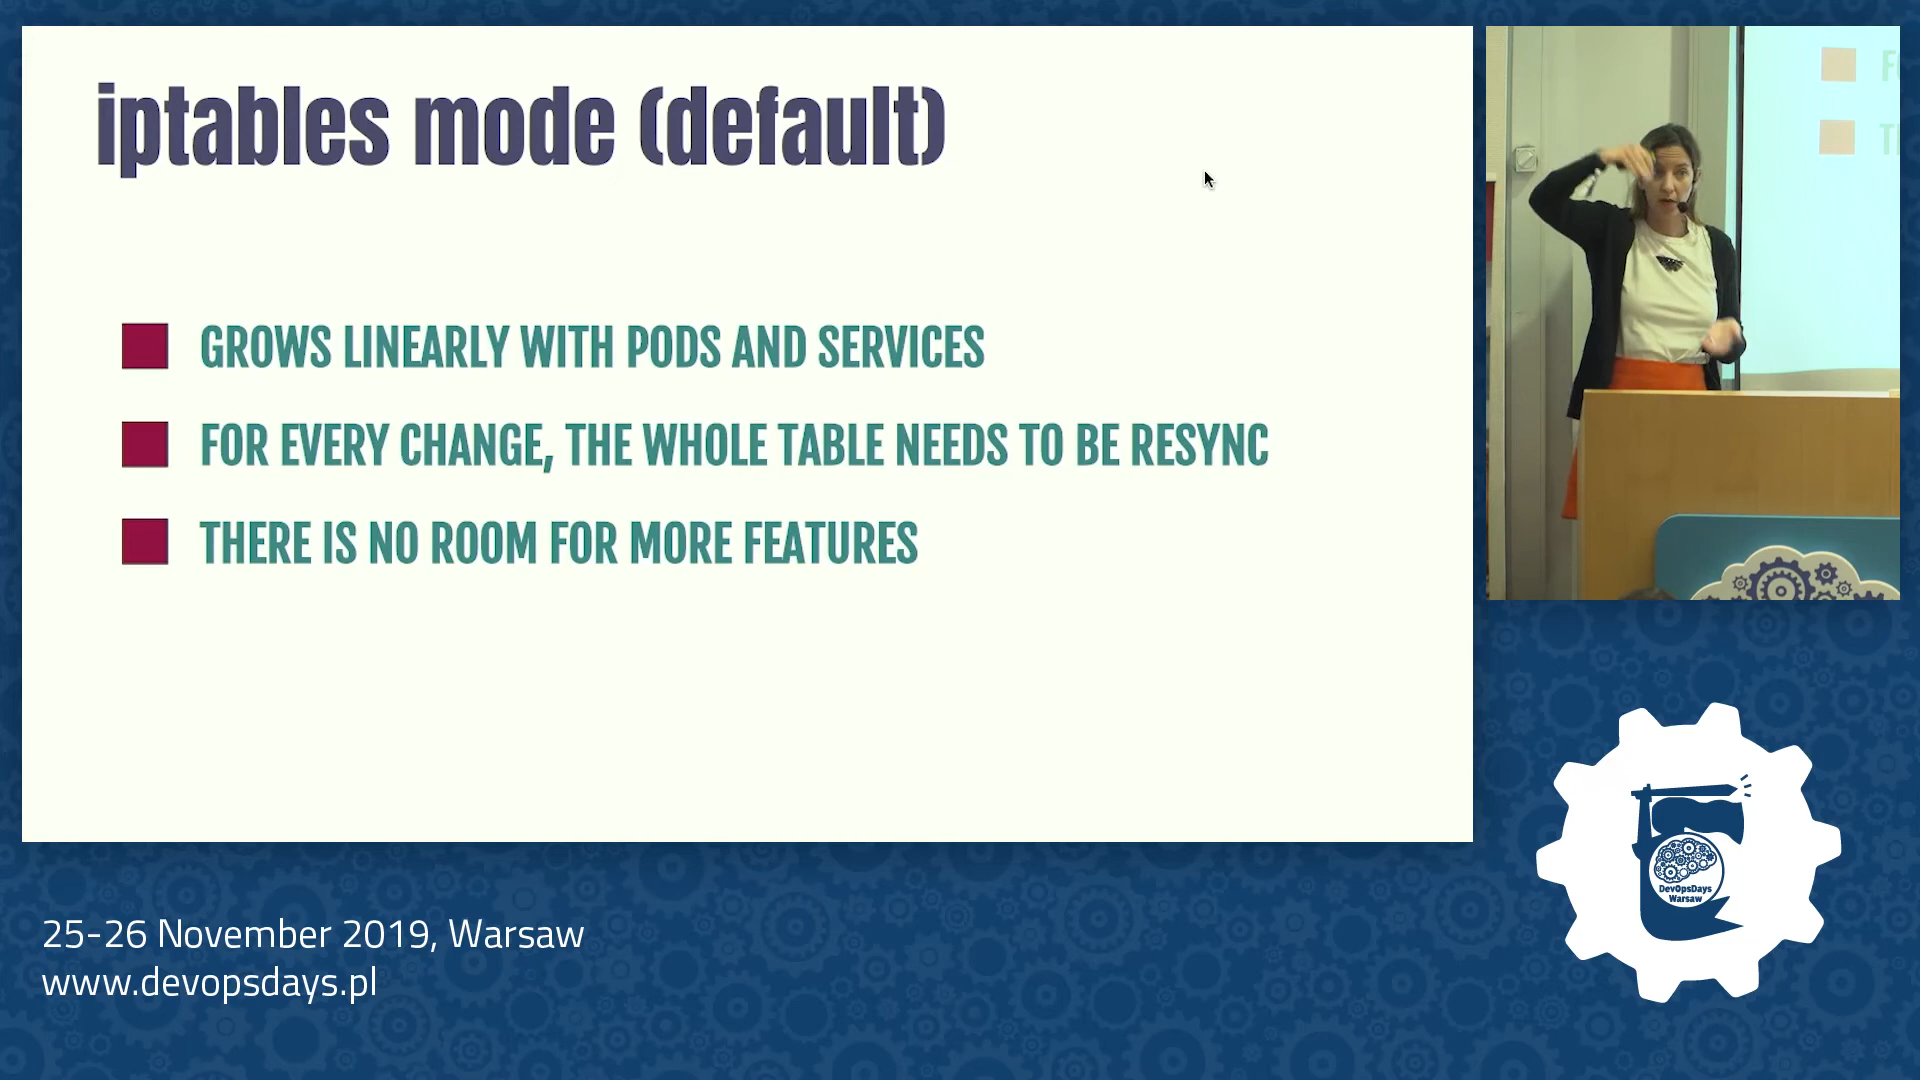 iptables mode (default)
GROWS LINEARLY WITH PODS AND SERVICES
FOR EVERY CHANGE, THE WHOLE TABLE NEEDS TO BE RESYNC
THERE IS NO ROOM FOR MORE FEATURES
DevOpsDays
Warsaw
25-26 November 2019, Warsaw
www.devopsdays.pl